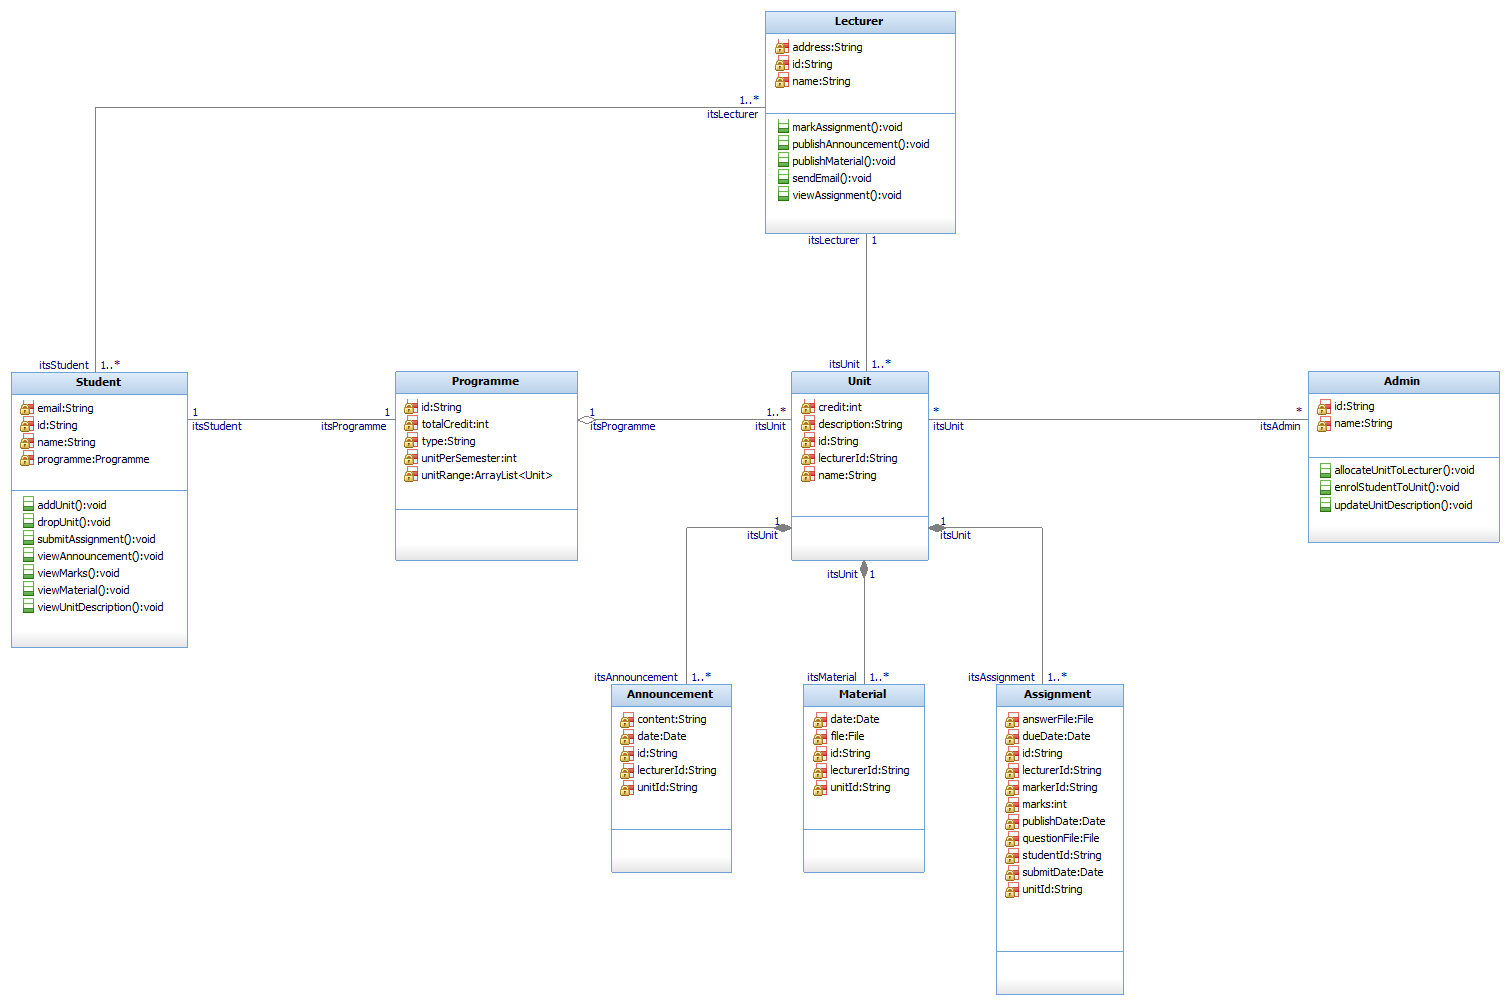 Lecturer
address:String
id:String
name:String
markAssignment():void
publishAnnouncement():void
publishMaterial():void
sendEmail():void
viewAssignment():void
1..*
itsLecturer
itsLecturer 1
itsStudent 1..*
Student
email:String
id:String
name:String
programme:Programme
addUnit():void
dropUnit():void
submitAssignment():void
viewAnnouncement():void
viewMarks():void
viewMaterial():void
viewUnitDescription():void
1
itsStudent
1
itsProgramme
Programme
id:String
totalCredit:int
type:String
unitPerSemester:int
unitRange:ArrayList<Unit>
1
itsProgramme
1..*
itsUnit
itsUnit 1..*
Unit
credit:int
description:String
id:String
lecturerId:String
name:String
*
itsUnit
*
itsAdmin
Admin
id:String
name:String
allocateUnitToLecturer():void
enrolStudentToUnit():void
updateUnitDescription():void
1
itsUnit
itsUnit 1
1
itsUnit
itsAnnouncement 1..*
Announcement
content:String
date:Date
id:String
lecturerId:String
unitId:String
itsMaterial 1..*
Material
date:Date
file:File
id:String
lecturerId:String
unitId:String
itsAssignment 1..*
Assignment
answerFile:File
dueDate:Date
id:String
lecturerId:String
markerId:String
marks:int
publishDate:Date
questionFile:File
studentId:String
submitDate:Date
unitId:String